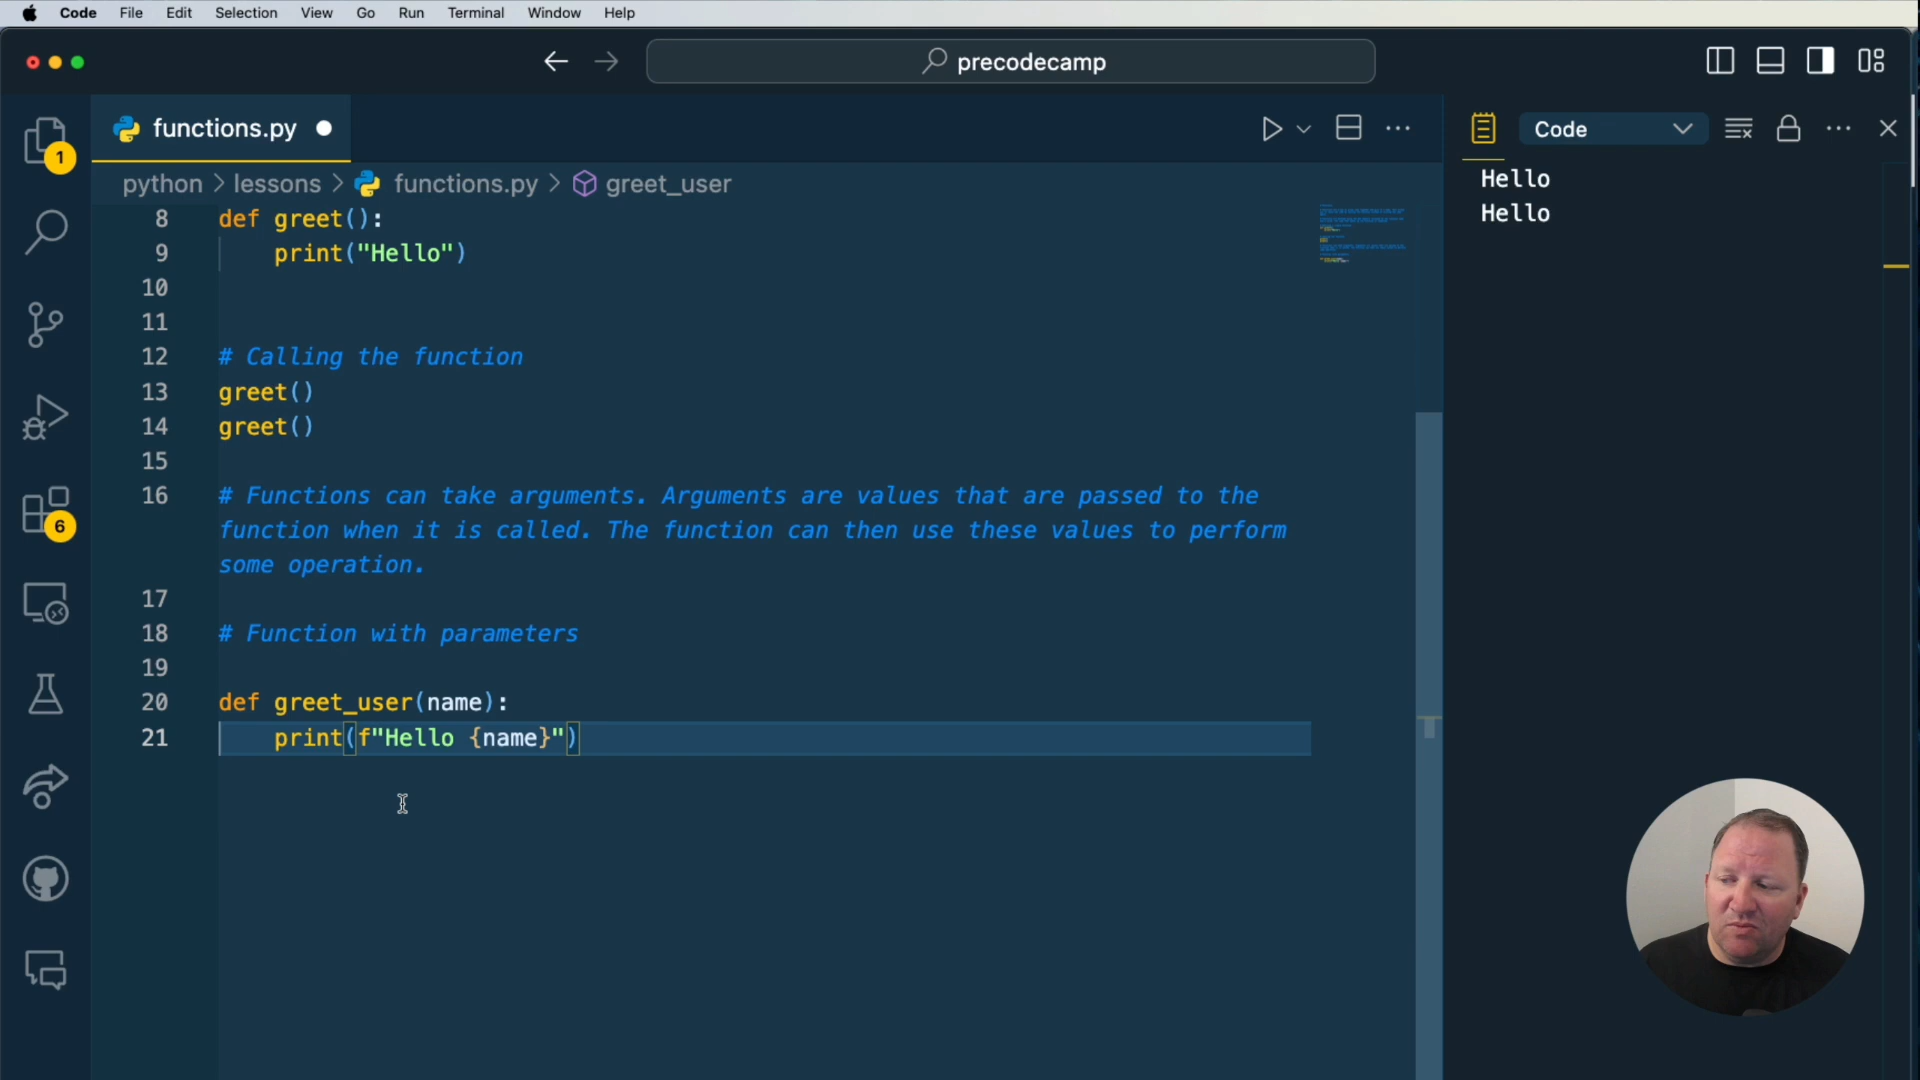 Code File Edit Selection View Go Run Terminal Window Help
precodecamp
functions.py
Code
python > lessons > functions.py > greet_user
1
6
8 def greet():
9 print("Hello")
10
11
12 # Calling the function
13 greet()
14 greet()
15
16 # Functions can take arguments. Arguments are values that are passed to the
function when it is called. The function can then use these values to perform
some operation.
17
18 # Function with parameters
19
20 def greet_user(name):
21 print(f"Hello {name}")
Hello
Hello